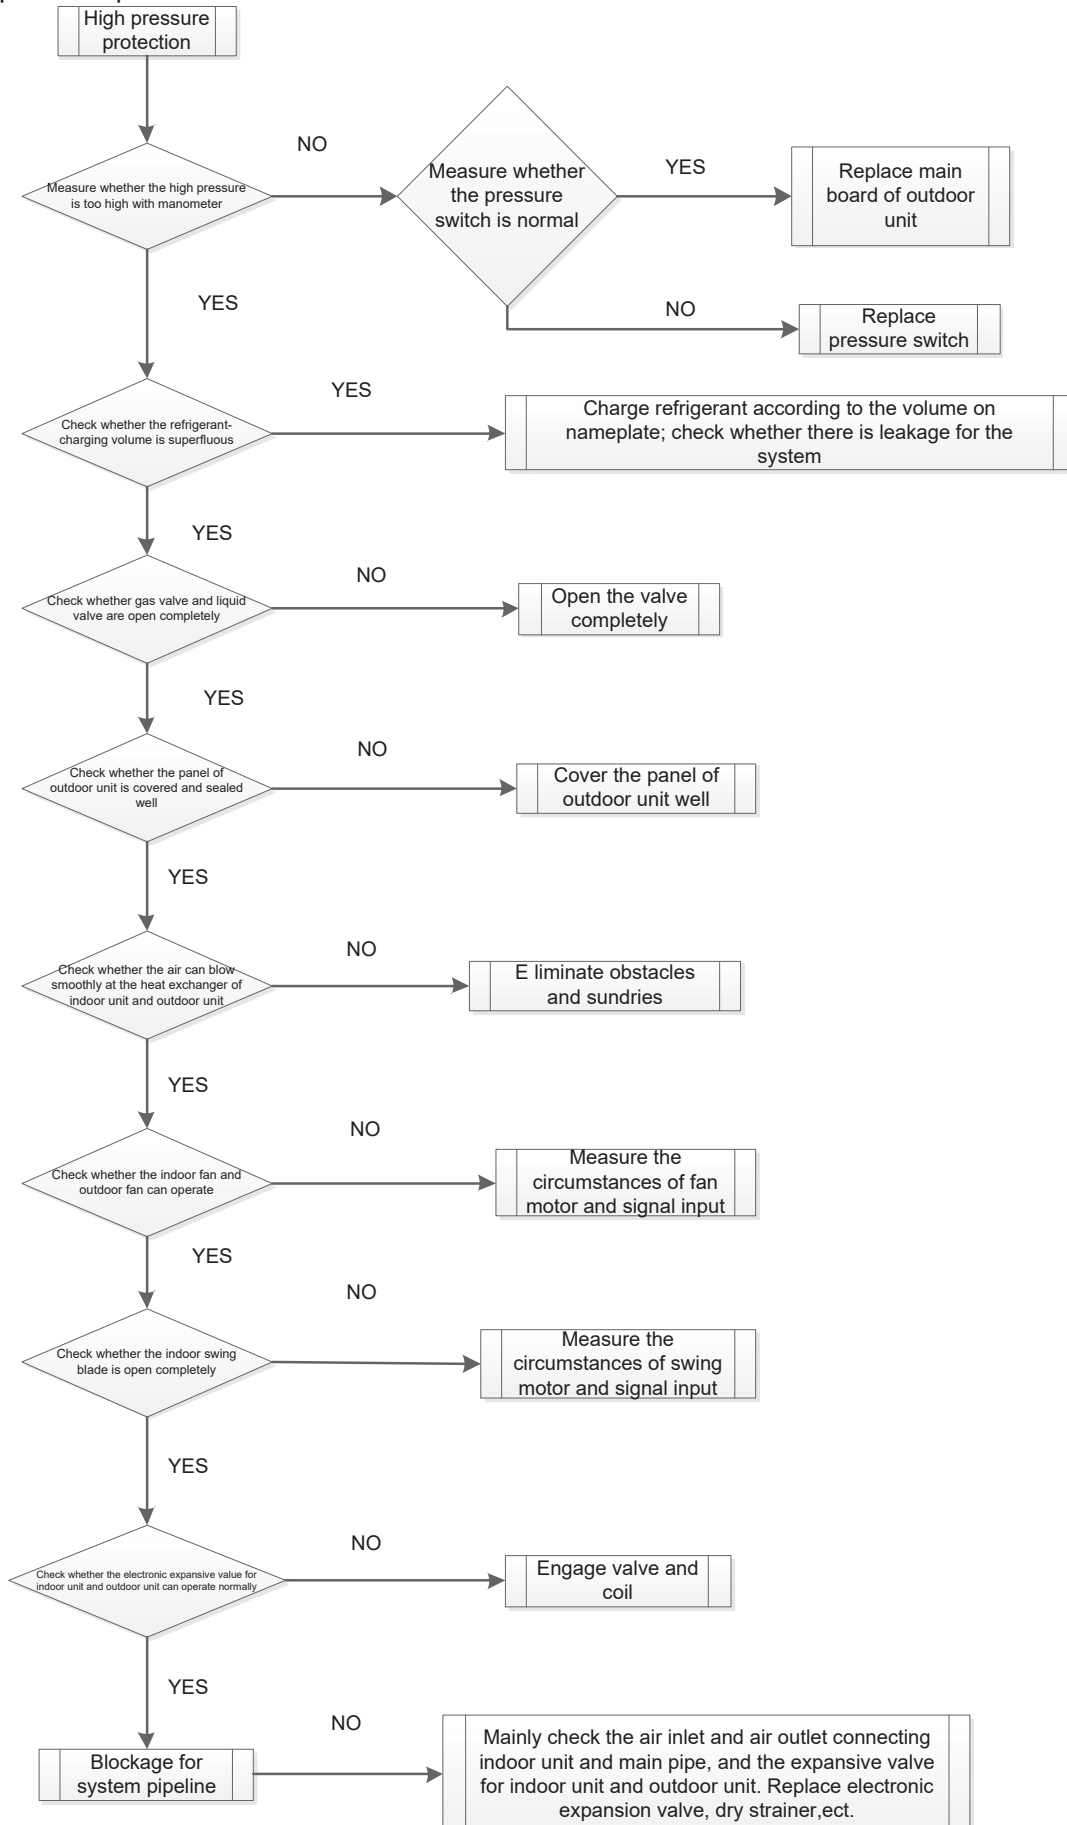 High pressure
protection
NO
Measure whether the high pressure
is too high with manometer
Measure whether
the pressure
switch is normal
YES
Replace main
board of outdoor
unit
YES
NO
Replace
pressure switch
YES
Check whether the refrigerant-
charging volume is superfluous
Charge refrigerant according to the volume on
nameplate; check whether there is leakage for the
system
YES
NO
Check whether gas valve and liquid
valve are open completely
Open the valve
completely
YES
NO
Check whether the panel of
outdoor unit is covered and sealed
well
Cover the panel of
outdoor unit well
YES
NO
Check whether the air can blow
smoothly at the heat exchanger of
indoor unit and outdoor unit
E liminate obstacles
and sundries
YES
NO
Check whether the indoor fan and
outdoor fan can operate
Measure the
circumstances of fan
motor and signal input
YES
NO
Check whether the indoor swing
blade is open completely
Measure the
circumstances of swing
motor and signal input
YES
NO
Check whether the electronic expansive value for
indoor unit and outdoor unit can operate normally
Engage valve and
coil
YES
NO
Blockage for
system pipeline
Mainly check the air inlet and air outlet connecting
indoor unit and main pipe, and the expansive valve
for indoor unit and outdoor unit. Replace electronic
expansion valve, dry strainer,ect.